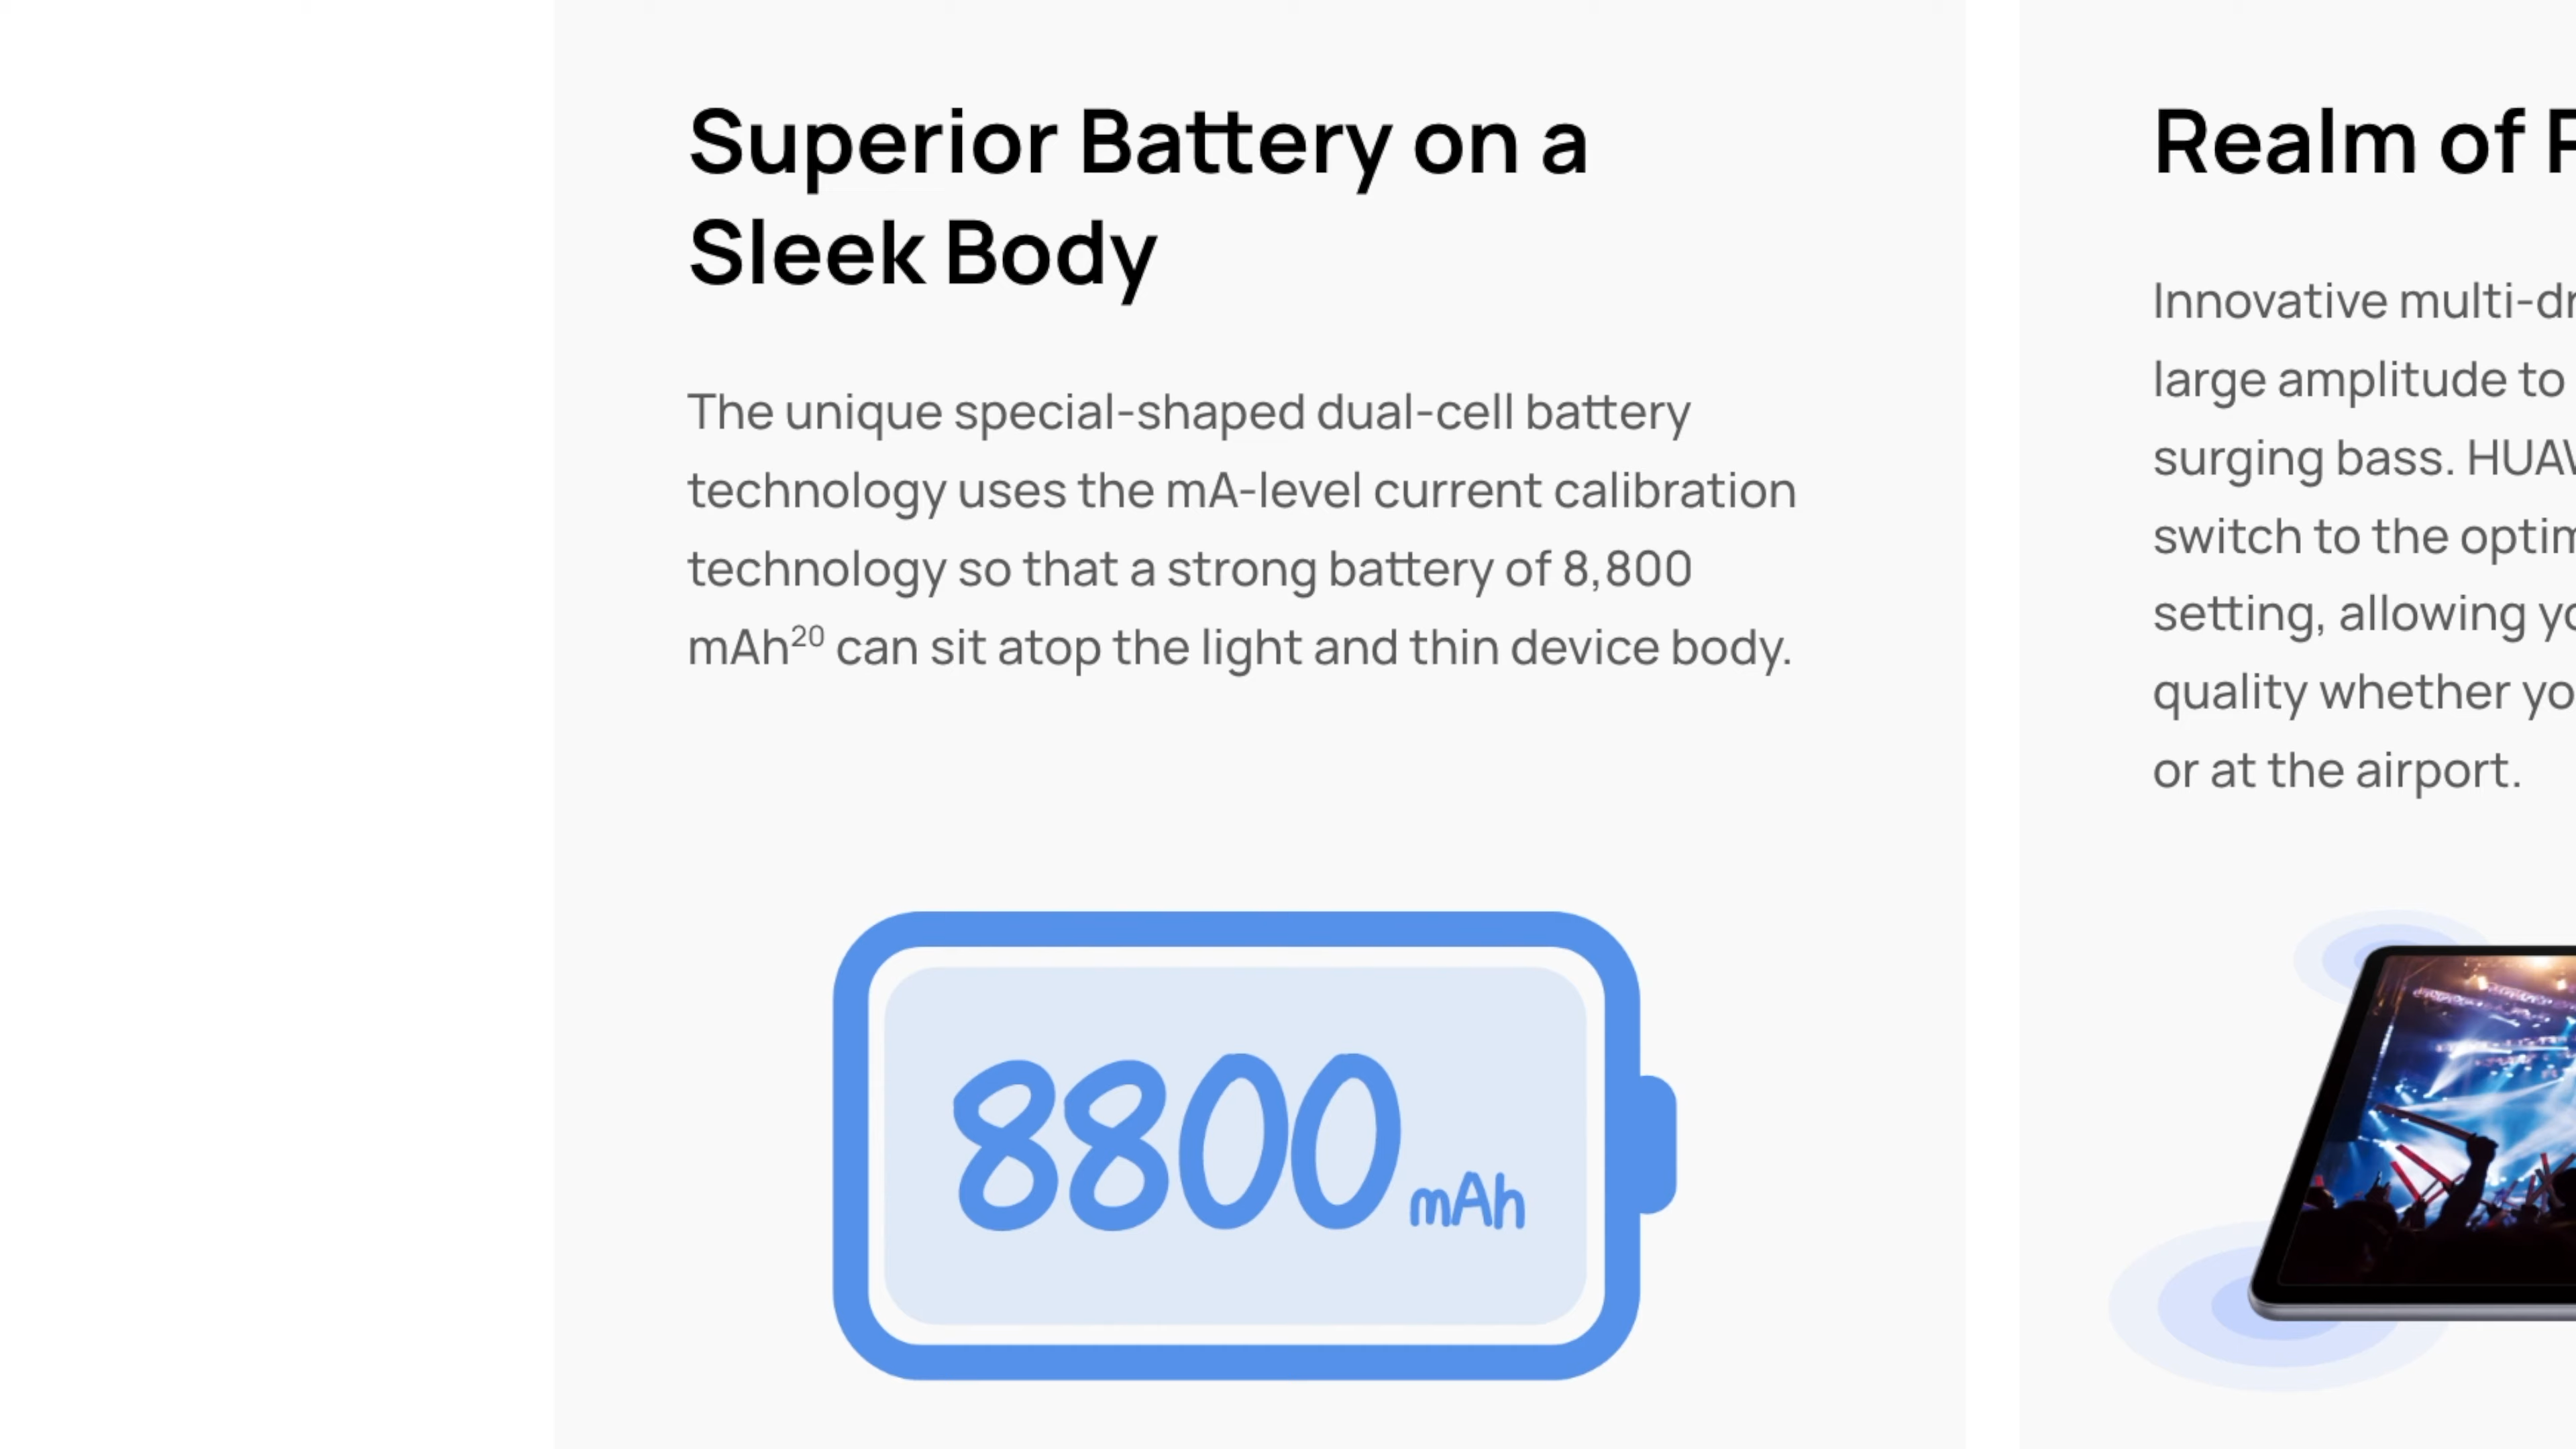 Superior Battery on a
Sleek Body
The unique special-shaped dual-cell battery
technology uses the mA-level current calibration
technology so that a strong battery of 8,800
mAh20 can sit atop the light and thin device body.
8800 mAh
Realm of
Innovative
large amplitude to
surging bass.
switch to the
setting, allowing
quality whether
or at the airport.